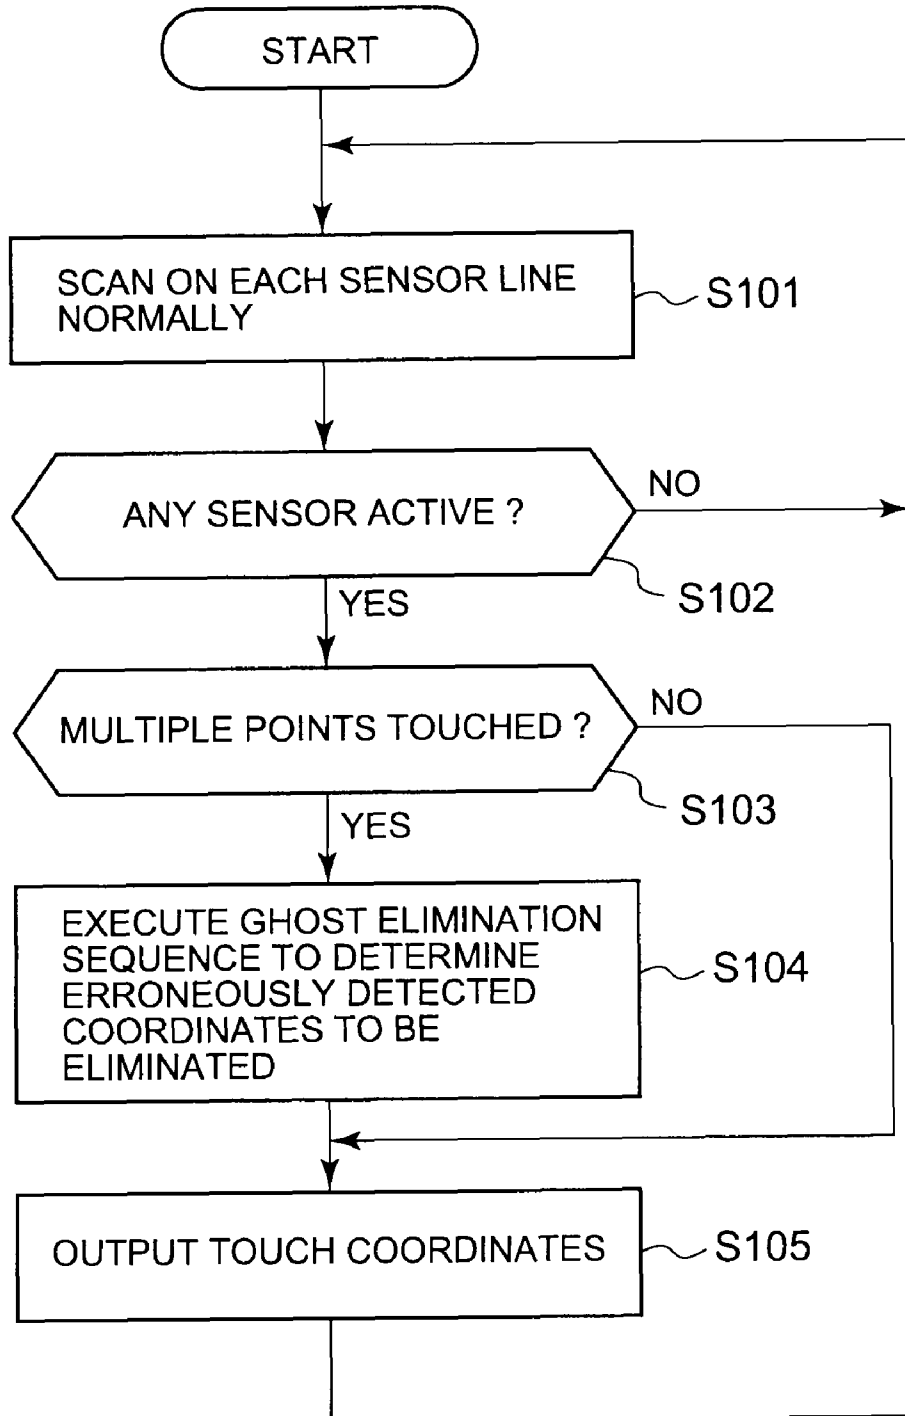 START
SCAN ON EACH SENSOR LINE
NORMALLY
S101
ANY SENSOR ACTIVE ?
NO
S102
YES
MULTIPLE POINTS TOUCHED ?
NO
S103
YES
EXECUTE GHOST ELIMINATION
SEQUENCE TO DETERMINE
ERRONEOUSLY DETECTED
COORDINATES TO BE
ELIMINATED
S104
OUTPUT TOUCH COORDINATES
S105